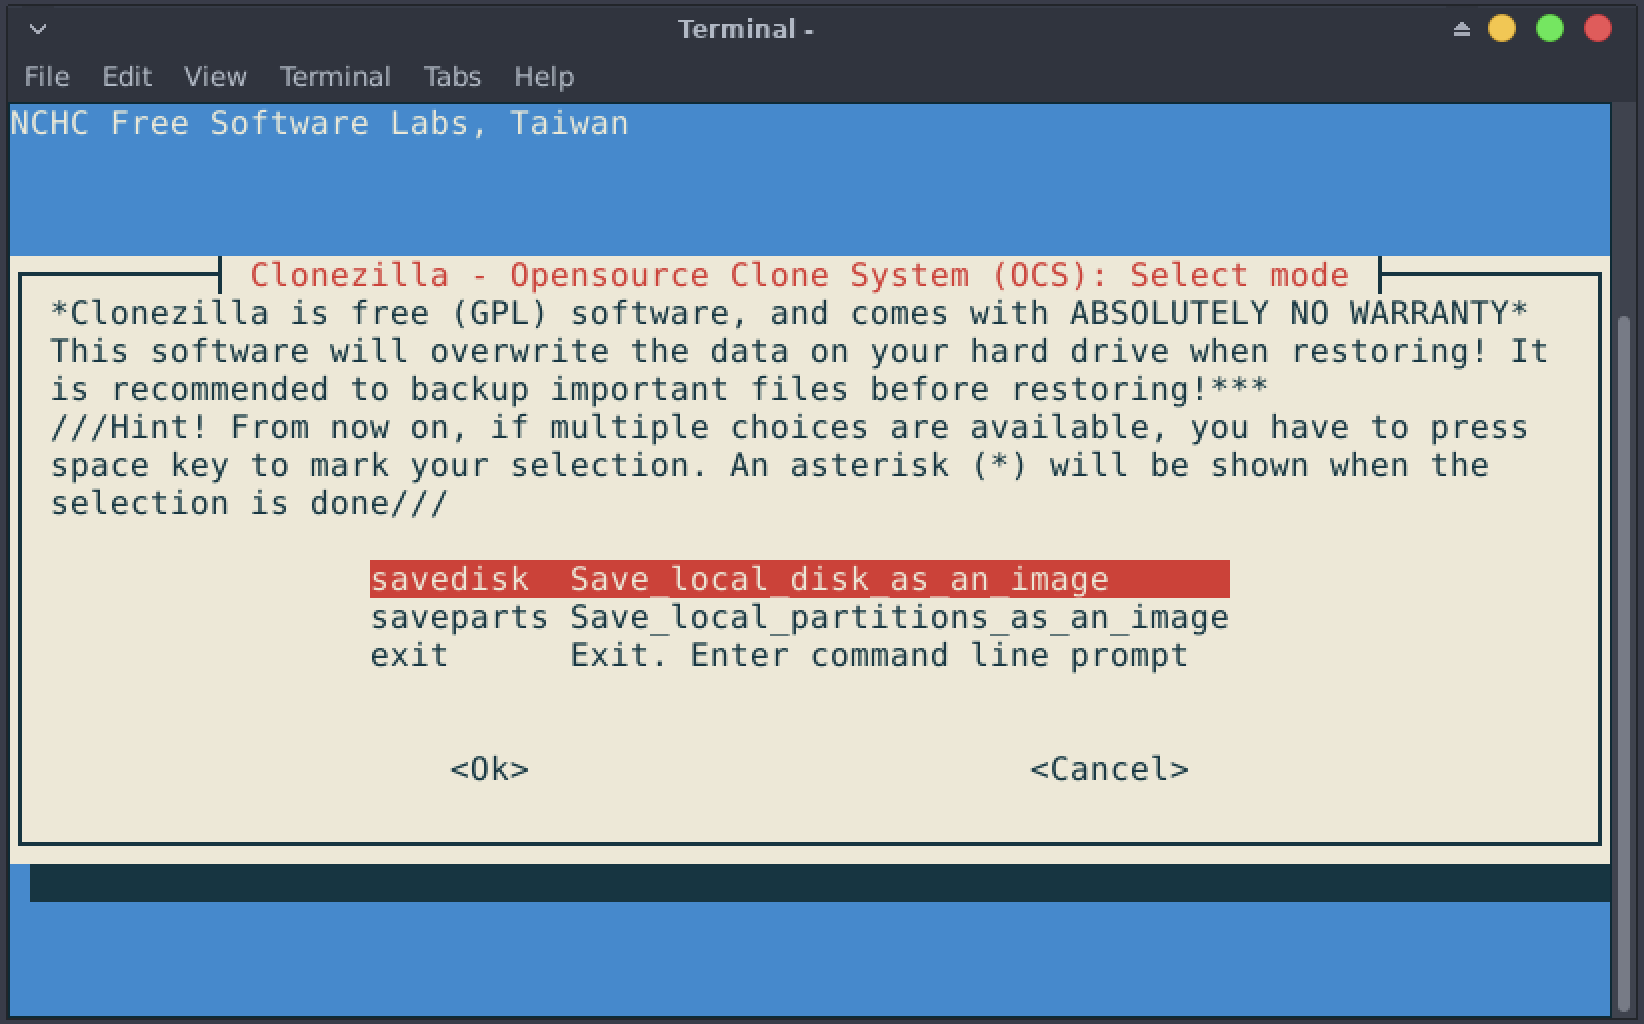 Terminal -
File Edit View Terminal Tabs Help
NCHC Free Software Labs, Taiwan
Clonezilla - Opensource Clone System (OCS): Select mode
*Clonezilla is free (GPL) software, and comes with ABSOLUTELY NO WARRANTY*
This software will overwrite the data on your hard drive when restoring! It
is recommended to backup important files before restoring!***
///Hint! From now on, if multiple choices are available, you have to press
space key to mark your selection. An asterisk (*) will be shown when the
selection is done///
savedisk Save_local_disk_as_an_image
saveparts Save_local_partitions_as_an_image
exit Exit. Enter command line prompt
<Ok> <Cancel>